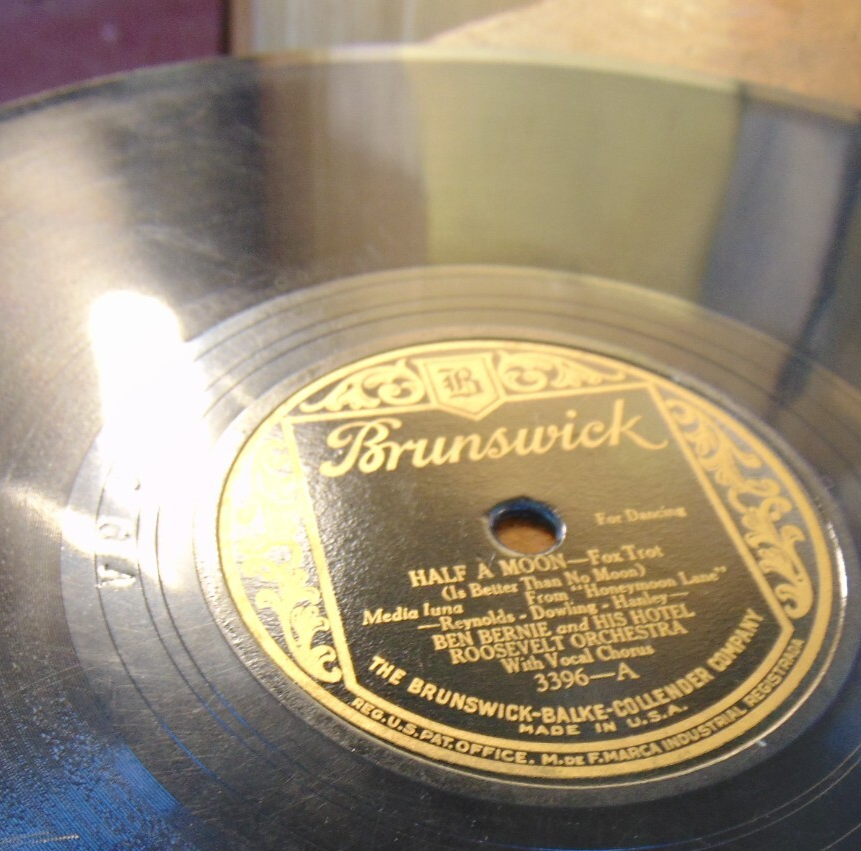 B
Brunswick
For Dancing
HALF A MOON—Fox Trot
(Is Better Than No Moon)
Media luna From "Honeymoon Lane"
—Reynolds - Dowling - Hanley—
BEN BERNIE and HIS HOTEL
ROOSEVELT ORCHESTRA
With Vocal Chorus
3396—A
THE BRUNSWICK-BALKE-COLLENDER COMPANY
MADE IN U.S.A.
REG. U.S. PAT. OFFICE. M. DE F. MARCA INDUSTRIAL REGISTRADA